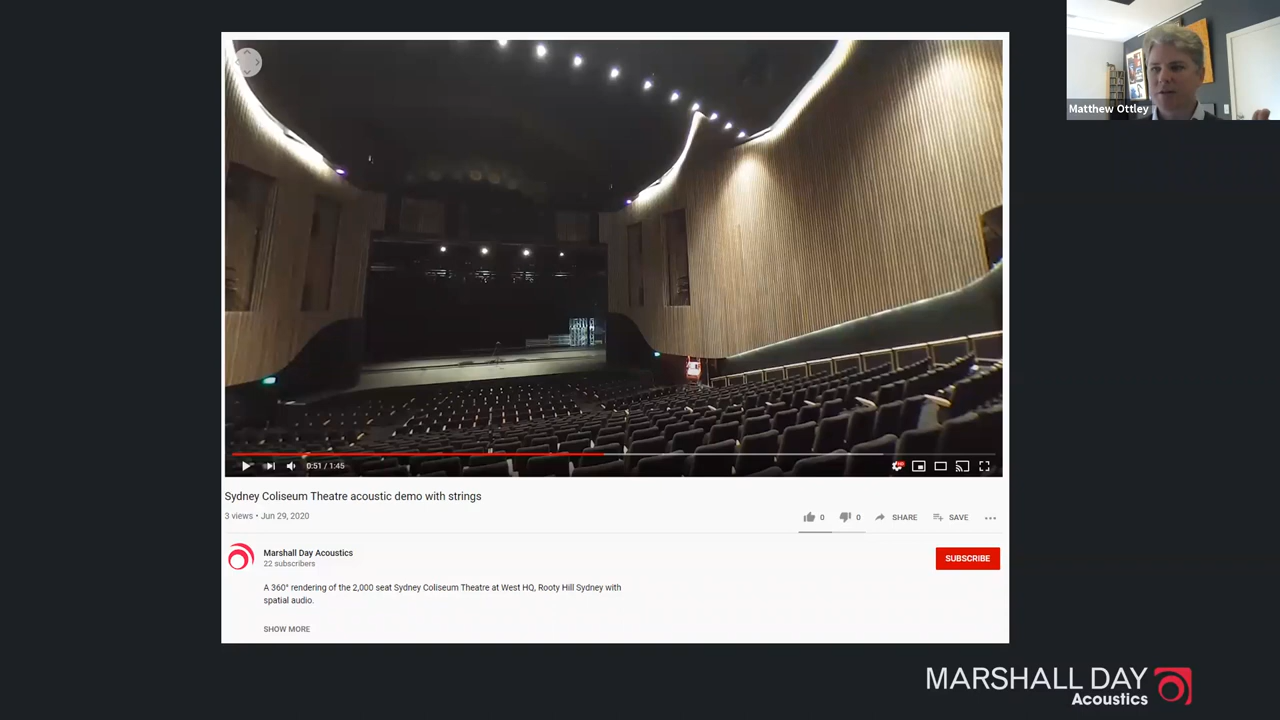 Matthew Ottley
0:51 / 1:45
Sydney Coliseum Theatre acoustic demo with strings
3 views • Jun 29, 2020
0
0
SHARE
SAVE
Marshall Day Acoustics
22 subscribers
SUBSCRIBE
A 360° rendering of the 2,000 seat Sydney Coliseum Theatre at West HQ, Rooty Hill Sydney with
spatial audio.
SHOW MORE
MARSHALL DAY
Acoustics